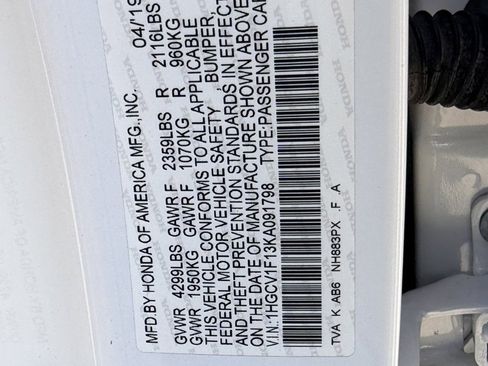 MFD BY HONDA OF AMERICA MFG.,INC. 04/19
GVWR 4299LBS GAWR F 2359LBS R 2116LBS
GVWR 1950KG GAWR F 1070KG R 960KG
THIS VEHICLE CONFORMS TO ALL APPLICABLE
FEDERAL MOTOR VEHICLE SAFETY , BUMPER,
AND THEFT PREVENTION STANDARDS IN EFFECT
ON THE DATE OF MANUFACTURE SHOWN ABOVE
V.I.N:1HGCV1F13KA091798 TYPE:PASSENGER CAR
TVA K AB6 NH883PX .F .A